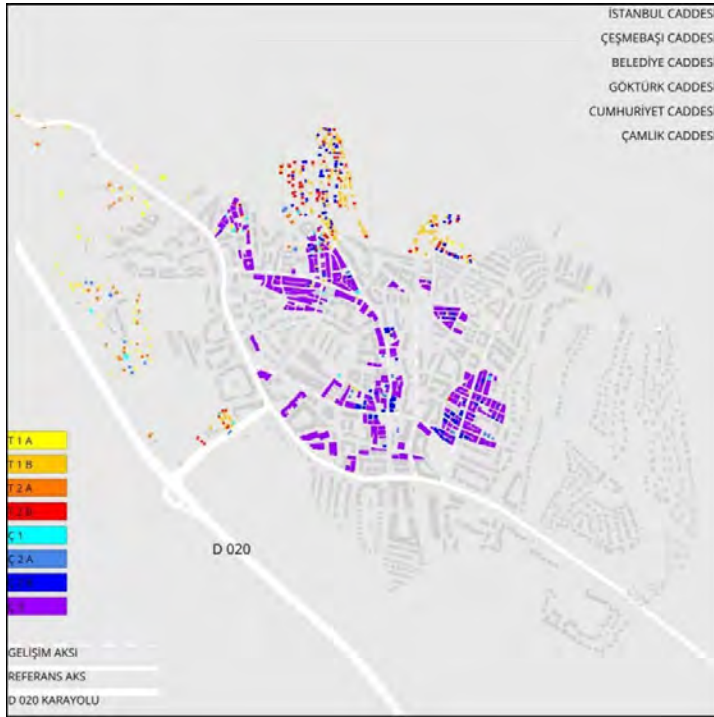 İSTANBUL CADDES
ÇEŞMEBAŞI CADDES
BELEDİYE CADDES
GÖKTÜRK CADDES
CUMHURİYET CADDES
ÇAMLIK CADDES
T 1 A
T 1 B
T 2 A
T 2 B
Ç 1
Ç 2 A
D 020
GELİŞİM AKSI
REFERANS AKS
D 020 KARAYOLU